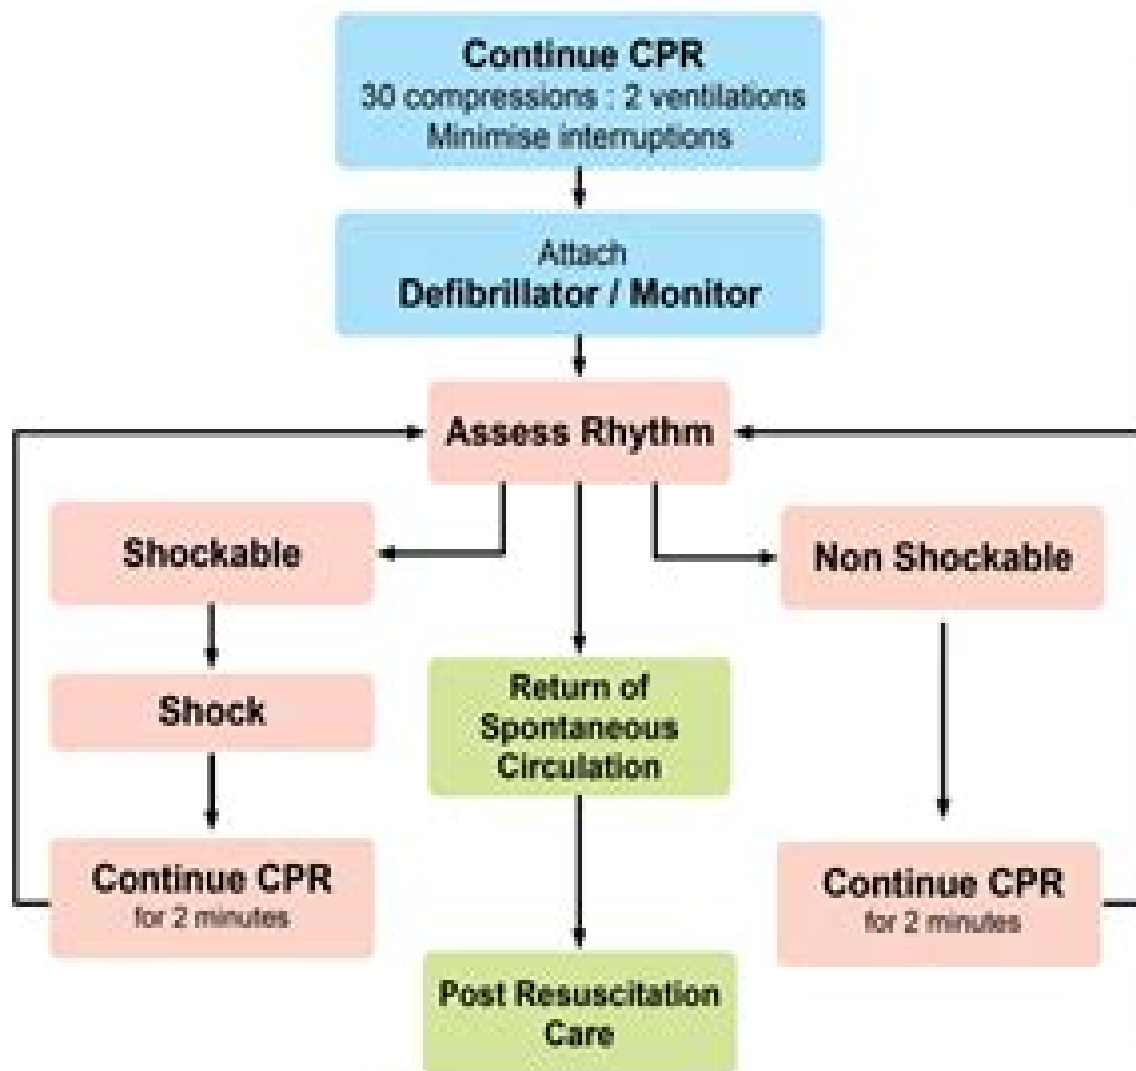 Continue CPR
30 compressions : 2 ventilations
Minimise interruptions
Attach
Defibrillator / Monitor
Assess Rhythm
Shockable
Non Shockable
Shock
Return of
Spontaneous
Circulation
Continue CPR
for 2 minutes
Continue CPR
for 2 minutes
Post Resuscitation
Care